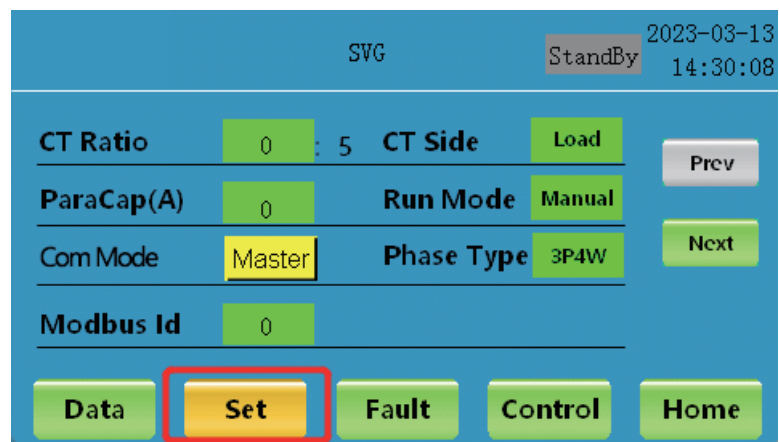 SVG
StandBy
2023-03-13
14:30:08
CT Ratio 0 : 5 CT Side Load
Prev
ParaCap(A) 0 Run Mode Manual
Com Mode Master Phase Type 3P4W
Next
Modbus Id 0
Data Set Fault Control Home